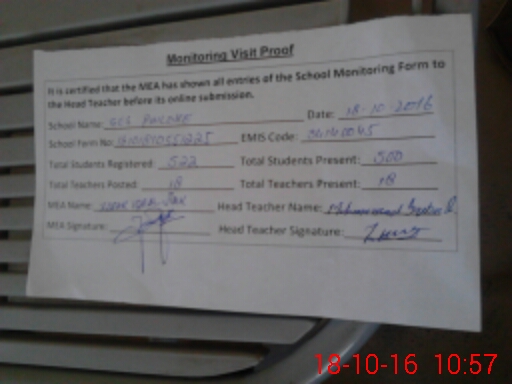 Monitoring Visit Proof
It is certified that the MEA has shown all entries of the School Monitoring Form to
the Head Teacher before its online submission.
School Name: GES Date: 18-10-2016
School Form No: EMIS Code:
Total Students Registered: 522 Total Students Present: 500
Total Teachers Posted: 18 Total Teachers Present: 18
MEA Name: Head Teacher Name: Muhammad
MEA Signature: Head Teacher Signature:
18-10-16 10:57